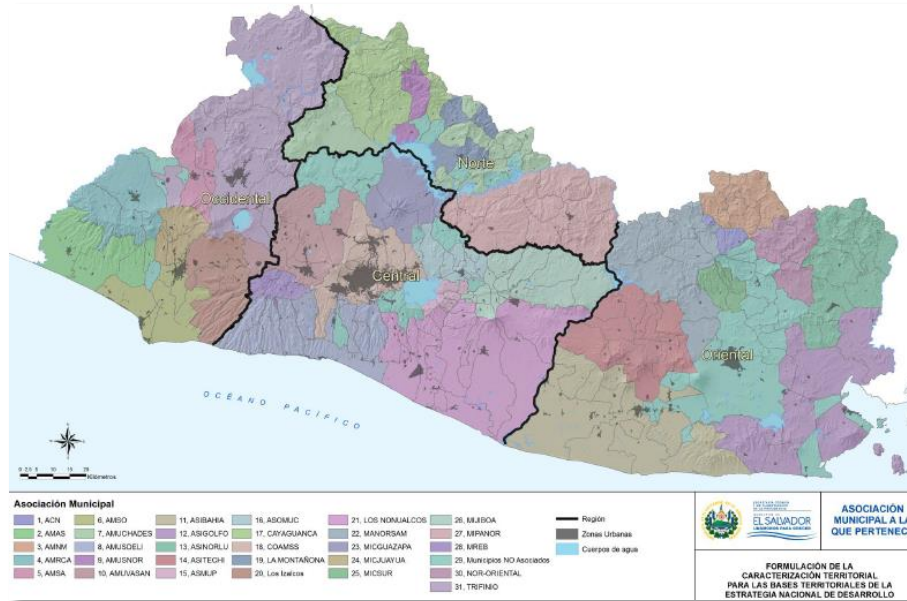 Norte
Occidental
Central
Oriental
OCÉANO PACÍFICO
Kilómetros
Asociación Municipal
1, ACN
2, AMAS
3, AMNM
4, AMRCA
5, AMSA
6, AMSO
7, AMUCHADES
8, AMUSDELI
9, AMUSNOR
10, AMUVASAN
11, ASIBAHIA
12, ASIGOLFO
13, ASINORLU
14, ASITECHI
15, ASMUP
16, ASOMUC
17, CAYAGUANCA
18, COAMSS
19, LA MONTAÑONA
20, Los Izalcos
21, LOS NONUALCOS
22, MANORSAM
23, MICGUAZAPA
24, MICJUAYUA
25, MICSUR
26, MIJIBOA
27, MIPANOR
28, MREB
29, Municipios NO Asociados
30, NOR-ORIENTAL
31, TRIFINIO
Región
Zonas Urbanas
Cuerpos de agua
EL SALVADOR
UNÁMONOS PARA CRECER
ASOCIACIÓN
MUNICIPAL A LA
QUE PERTENEC
FORMULACIÓN DE LA
CARACTERIZACIÓN TERRITORIAL
PARA LAS BASES TERRITORIALES DE LA
ESTRATEGIA NACIONAL DE DESARROLLO